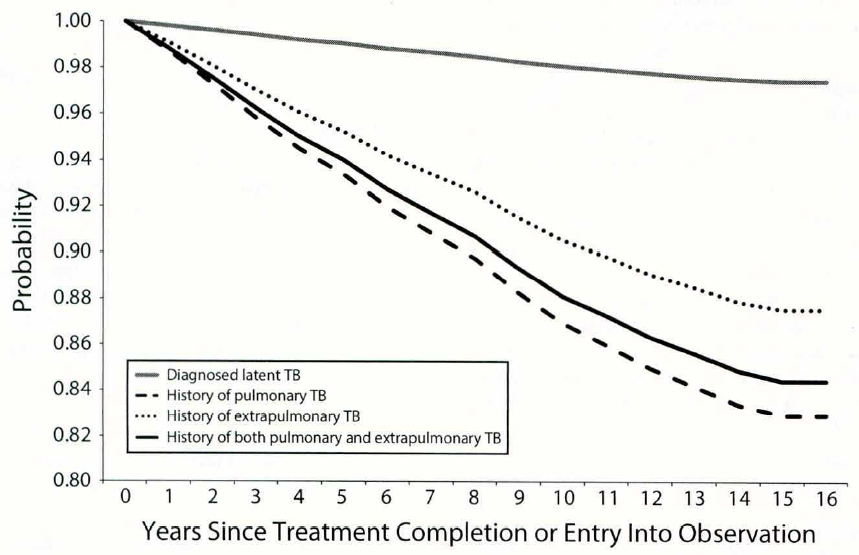 1.00
0.98
0.96
0.94
0.92
0.90
0.88
0.86
0.84
0.82
0.80
Probability
Diagnosed latent TB
History of pulmonary TB
History of extrapulmonary TB
History of both pulmonary and extrapulmonary TB
0 1 2 3 4 5 6 7 8 9 10 11 12 13 14 15 16
Years Since Treatment Completion or Entry Into Observation